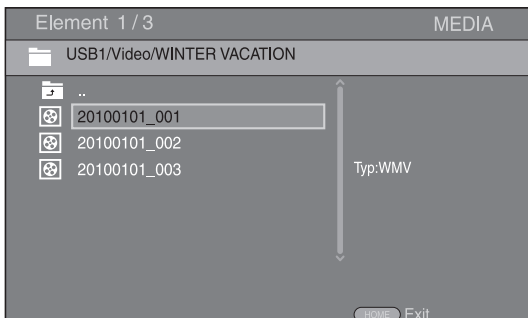 Element 1 / 3 MEDIA
USB1/Video/WINTER VACATION
..
20100101_001
20100101_002
20100101_003
Typ:WMV
HOME Exit